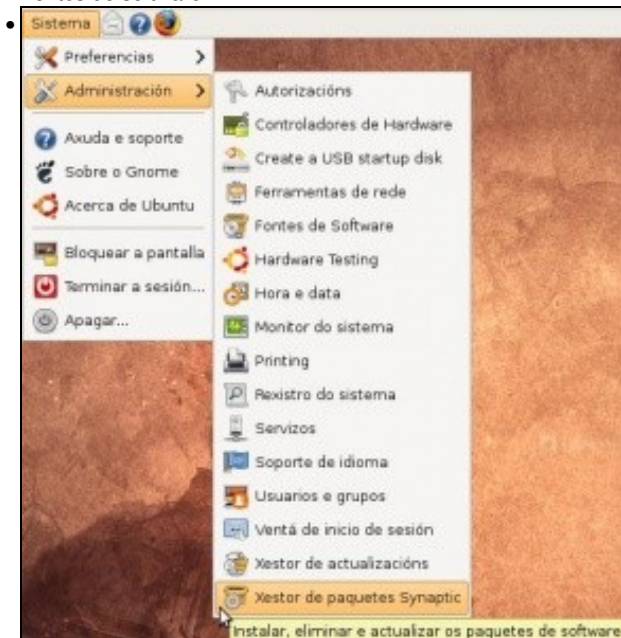 Sistema
Preferencias
Administración
Axuda e soporte
Sobre o Gnome
Acerca de Ubuntu
Bloquear a pantalla
Terminar a sesión...
Apagar...
Autorizacións
Controladores de Hardware
Create a USB startup disk
Ferramentas de rede
Fontes de Software
Hardware Testing
Hora e data
Monitor do sistema
Printing
Rexistro do sistema
Servizos
Soporte de idioma
Usuarios e grupos
Ventá de inicio de sesión
Xestor de actualizacións
Xestor de paquetes Synaptic
Instalar, eliminar e actualizar os paquetes de software